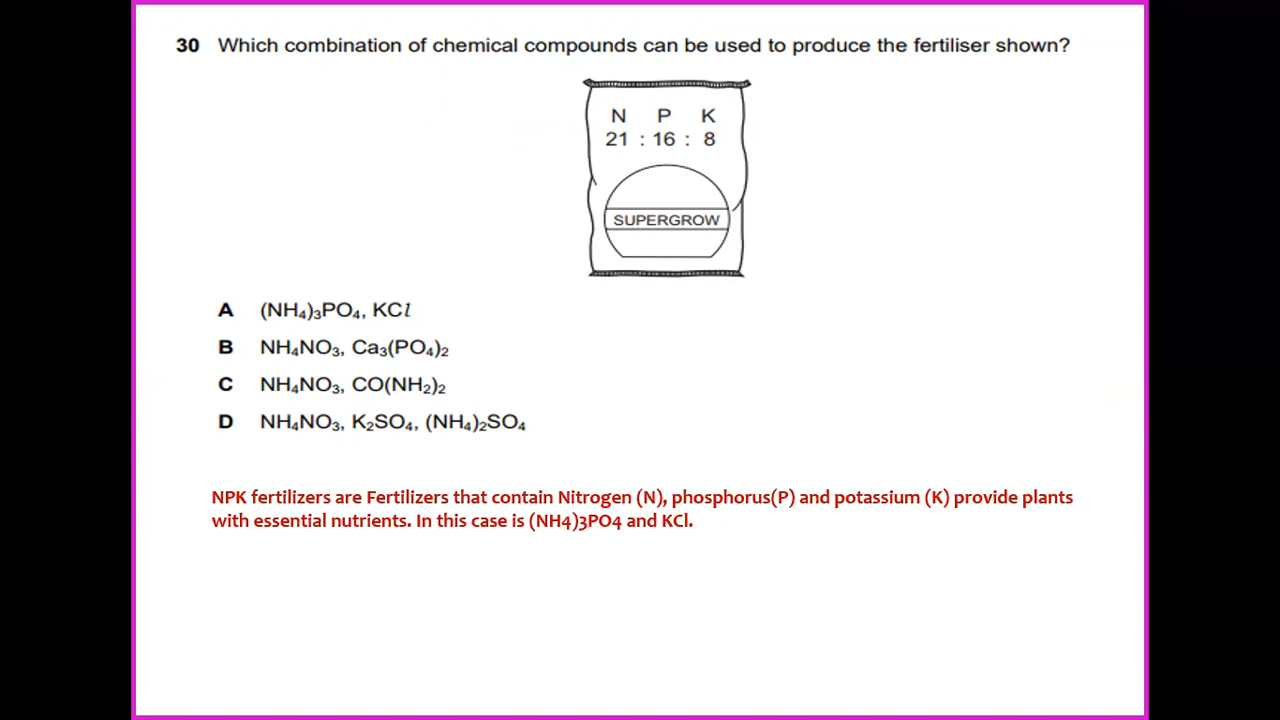 30 Which combination of chemical compounds can be used to produce the fertiliser shown?
N P K
21 : 16 : 8
SUPERGROW
A (NH₄)₃PO₄, KCl
B NH₄NO₃, Ca₃(PO₄)₂
C NH₄NO₃, CO(NH₂)₂
D NH₄NO₃, K₂SO₄, (NH₄)₂SO₄
NPK fertilizers are Fertilizers that contain Nitrogen (N), phosphorus(P) and potassium (K) provide plants
with essential nutrients. In this case is (NH4)3PO4 and KCl.